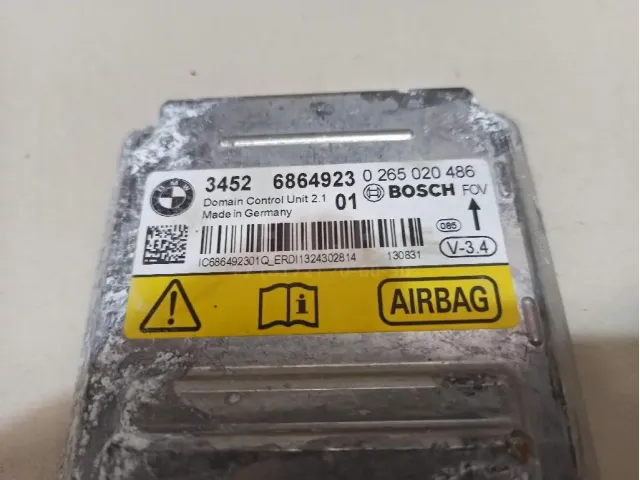 BMW
3452 6864923 0 265 020 486
Domain Control Unit 2.1 01 BOSCH FOV
Made in Germany
085
IC686492301Q_ERDI1324302814 130831 V-3.4
AIRBAG